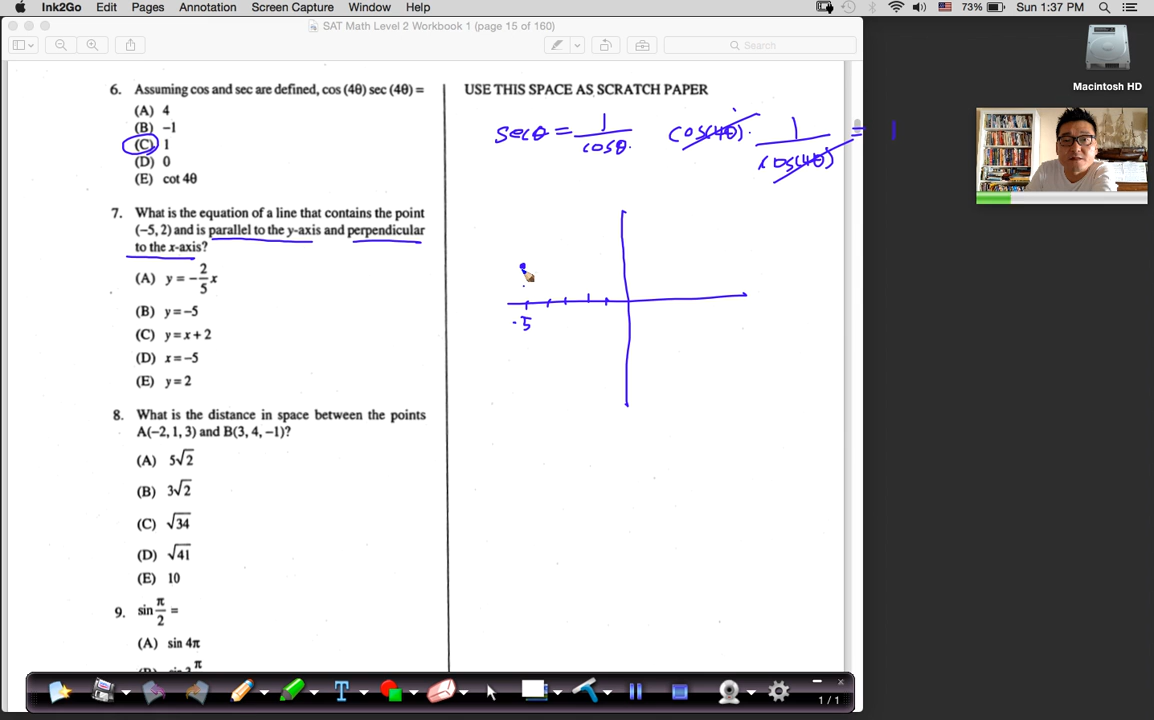 Ink2Go Edit Pages Annotation Screen Capture Window Help 73% Sun 1:37 PM
SAT Math Level 2 Workbook 1 (page 15 of 160)
Search
Macintosh HD
6. Assuming cos and sec are defined, cos (4θ) sec (4θ) =
(A) 4
(B) −1
(C) 1
(D) 0
(E) cot 4θ
7. What is the equation of a line that contains the point
(−5, 2) and is parallel to the y-axis and perpendicular
to the x-axis?
(A) y = −2/5 x
(B) y = −5
(C) y = x + 2
(D) x = −5
(E) y = 2
8. What is the distance in space between the points
A(−2, 1, 3) and B(3, 4, −1)?
(A) 5√2
(B) 3√2
(C) √34
(D) √41
(E) 10
9. sin π/2 =
(A) sin 4π
USE THIS SPACE AS SCRATCH PAPER
secθ = 1/cosθ. cos(4θ) · 1/cos(4θ) = 1
-5
1/1